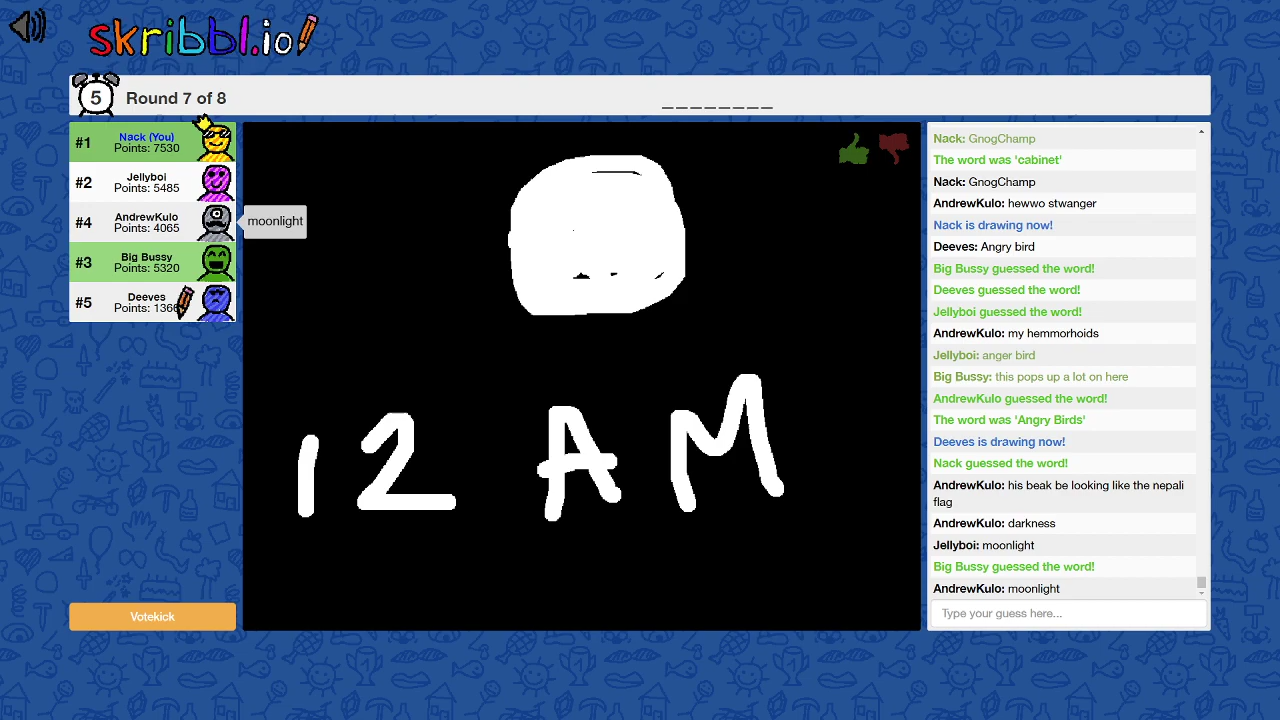 skribbl.io!
5
Round 7 of 8
________
#1
Nack (You)
Points: 7530
#2
Jellyboi
Points: 5485
#4
AndrewKulo
Points: 4065
moonlight
#3
Big Bussy
Points: 5320
#5
Deeves
Points: 1366
Votekick
12 AM
Nack: GnogChamp
The word was 'cabinet'
Nack: GnogChamp
AndrewKulo: hewwo stwanger
Nack is drawing now!
Deeves: Angry bird
Big Bussy guessed the word!
Deeves guessed the word!
Jellyboi guessed the word!
AndrewKulo: my hemmorhoids
Jellyboi: anger bird
Big Bussy: this pops up a lot on here
AndrewKulo guessed the word!
The word was 'Angry Birds'
Deeves is drawing now!
Nack guessed the word!
AndrewKulo: his beak be looking like the nepali
flag
AndrewKulo: darkness
Jellyboi: moonlight
Big Bussy guessed the word!
AndrewKulo: moonlight
Type your guess here...